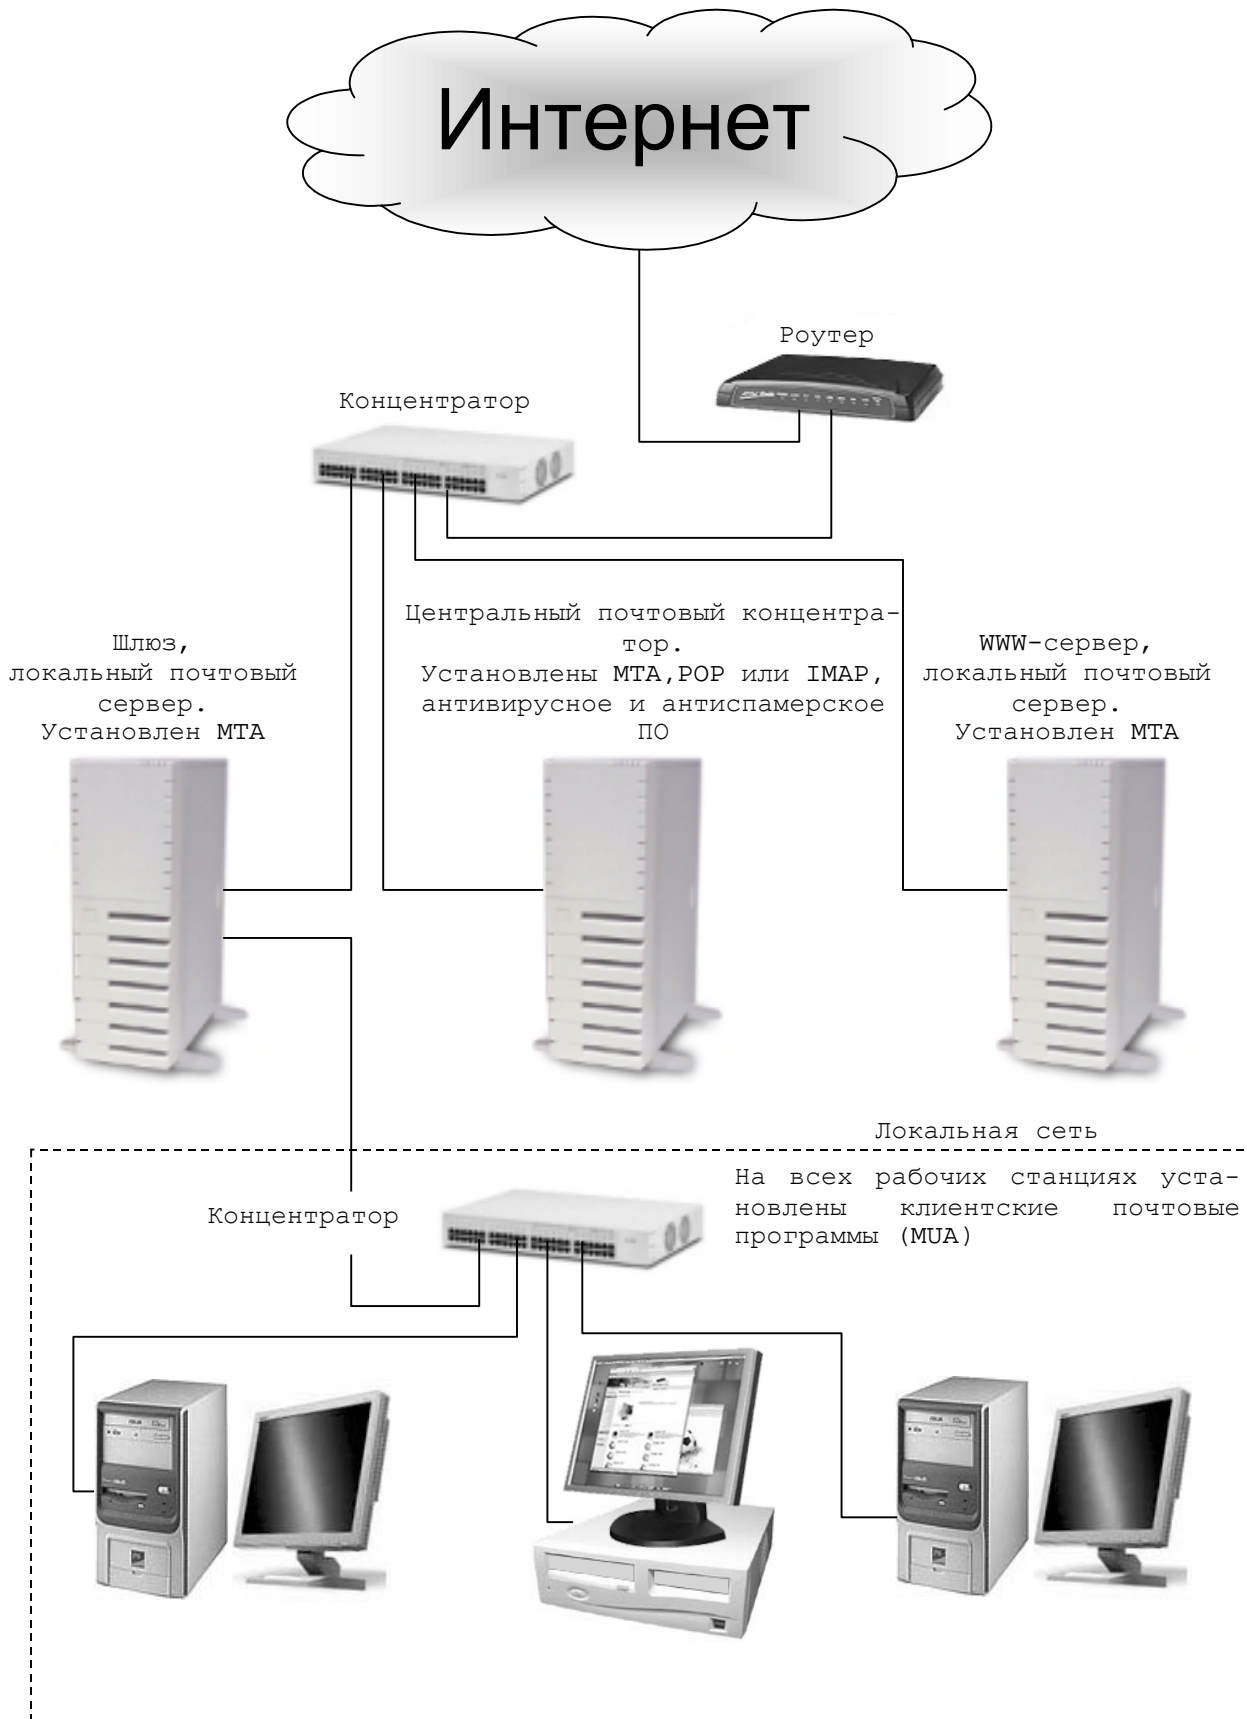 Интернет
Роутер
Концентратор
Центральный почтовый концентра-
тор.
Установлены MTA,POP или IMAP,
антивирусное и антиспамерское
ПО
Шлюз,
локальный почтовый
сервер.
Установлен MTA
WWW-сервер,
локальный почтовый
сервер.
Установлен MTA
Локальная сеть
На всех рабочих станциях уста-
новлены клиентские почтовые
программы (MUA)
Концентратор